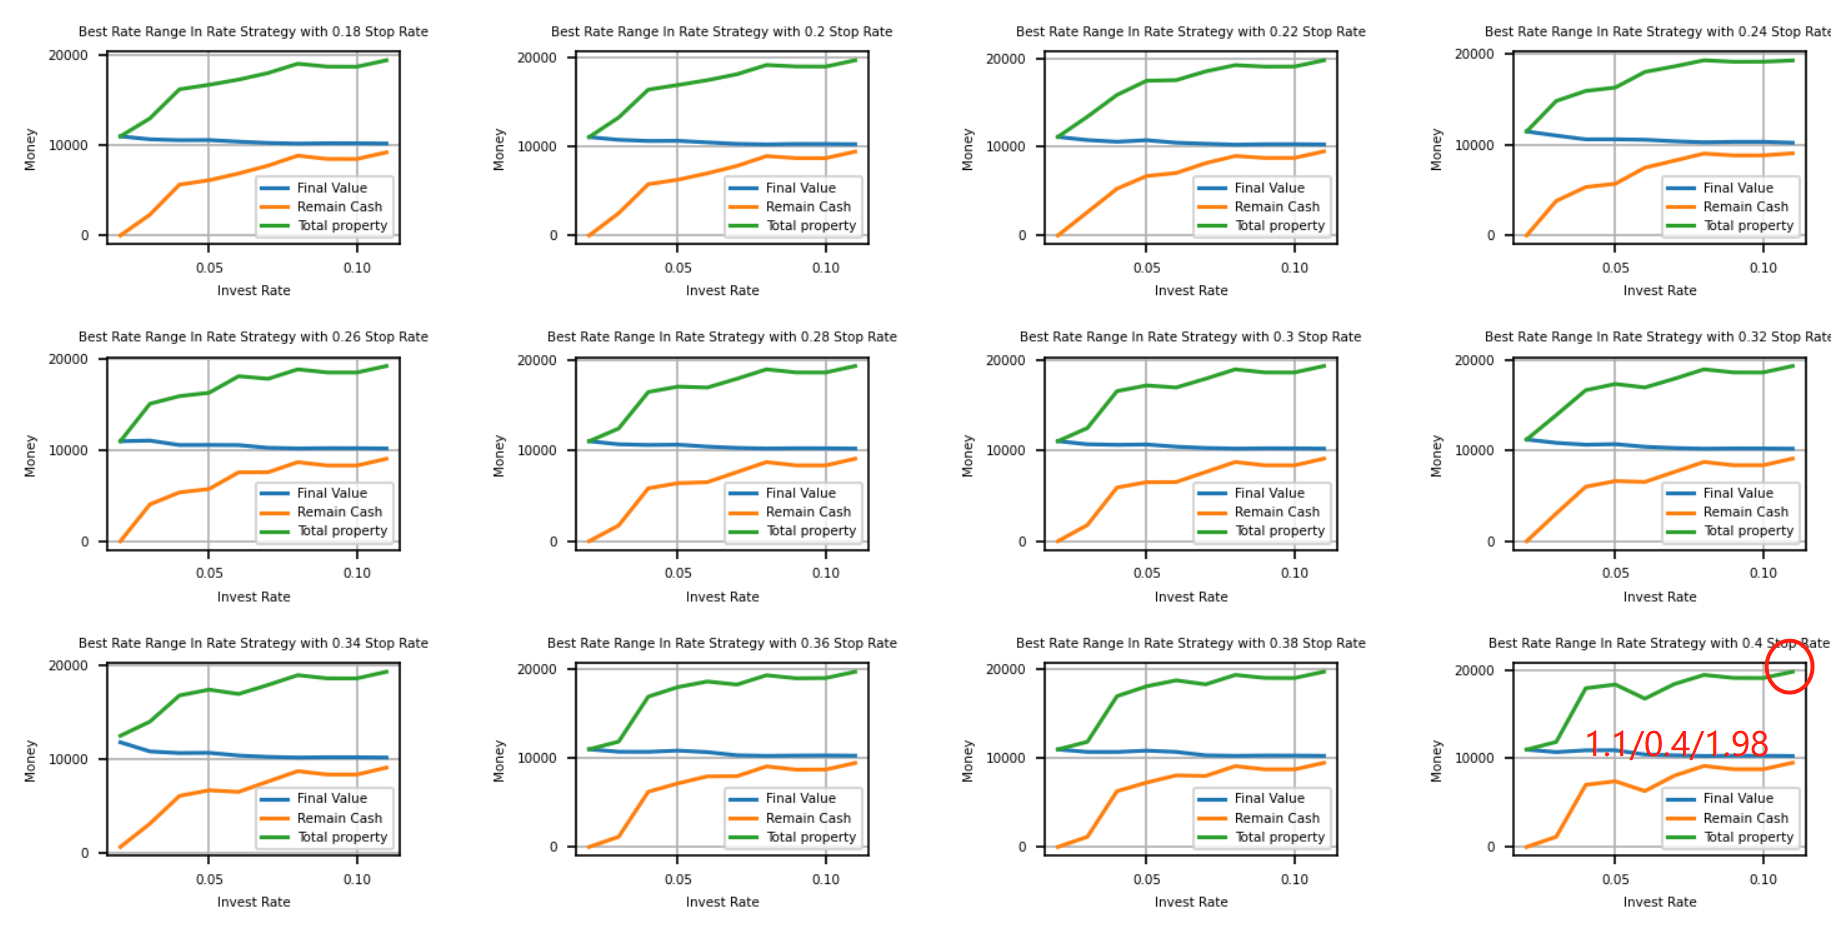 Best Rate Range In Rate Strategy with 0.18 Stop Rate
20000
10000
0
Money
Final Value
Remain Cash
Total property
0.05 0.10
Invest Rate
Best Rate Range In Rate Strategy with 0.2 Stop Rate
20000
10000
0
Money
Final Value
Remain Cash
Total property
0.05 0.10
Invest Rate
Best Rate Range In Rate Strategy with 0.22 Stop Rate
20000
10000
0
Money
Final Value
Remain Cash
Total property
0.05 0.10
Invest Rate
Best Rate Range In Rate Strategy with 0.24 Stop Rate
20000
10000
0
Money
Final Value
Remain Cash
Total property
0.05 0.10
Invest Rate
Best Rate Range In Rate Strategy with 0.26 Stop Rate
20000
10000
0
Money
Final Value
Remain Cash
Total property
0.05 0.10
Invest Rate
Best Rate Range In Rate Strategy with 0.28 Stop Rate
20000
10000
0
Money
Final Value
Remain Cash
Total property
0.05 0.10
Invest Rate
Best Rate Range In Rate Strategy with 0.3 Stop Rate
20000
10000
0
Money
Final Value
Remain Cash
Total property
0.05 0.10
Invest Rate
Best Rate Range In Rate Strategy with 0.32 Stop Rate
20000
10000
0
Money
Final Value
Remain Cash
Total property
0.05 0.10
Invest Rate
Best Rate Range In Rate Strategy with 0.34 Stop Rate
20000
10000
0
Money
Final Value
Remain Cash
Total property
0.05 0.10
Invest Rate
Best Rate Range In Rate Strategy with 0.36 Stop Rate
20000
10000
0
Money
Final Value
Remain Cash
Total property
0.05 0.10
Invest Rate
Best Rate Range In Rate Strategy with 0.38 Stop Rate
20000
10000
0
Money
Final Value
Remain Cash
Total property
0.05 0.10
Invest Rate
Best Rate Range In Rate Strategy with 0.4 Stop Rate
20000
10000
0
Money
1.1/0.4/1.98
Final Value
Remain Cash
Total property
0.05 0.10
Invest Rate